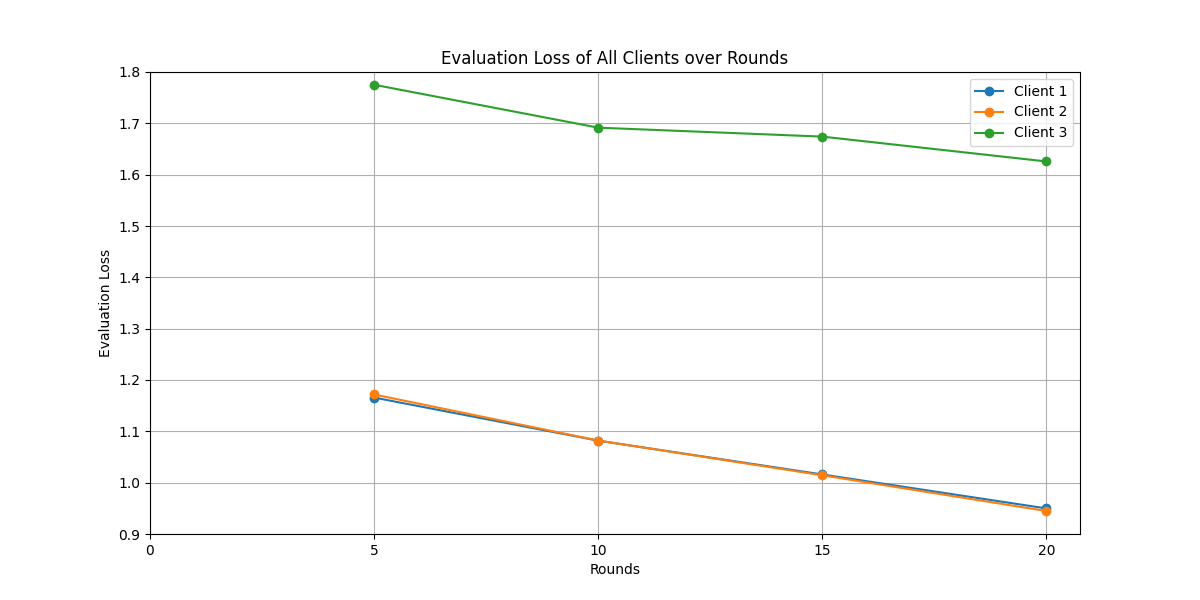 Evaluation Loss of All Clients over Rounds
Client 1
Client 2
Client 3
Evaluation Loss
1.8
1.7
1.6
1.5
1.4
1.3
1.2
1.1
1.0
0.9
0
5
10
15
20
Rounds